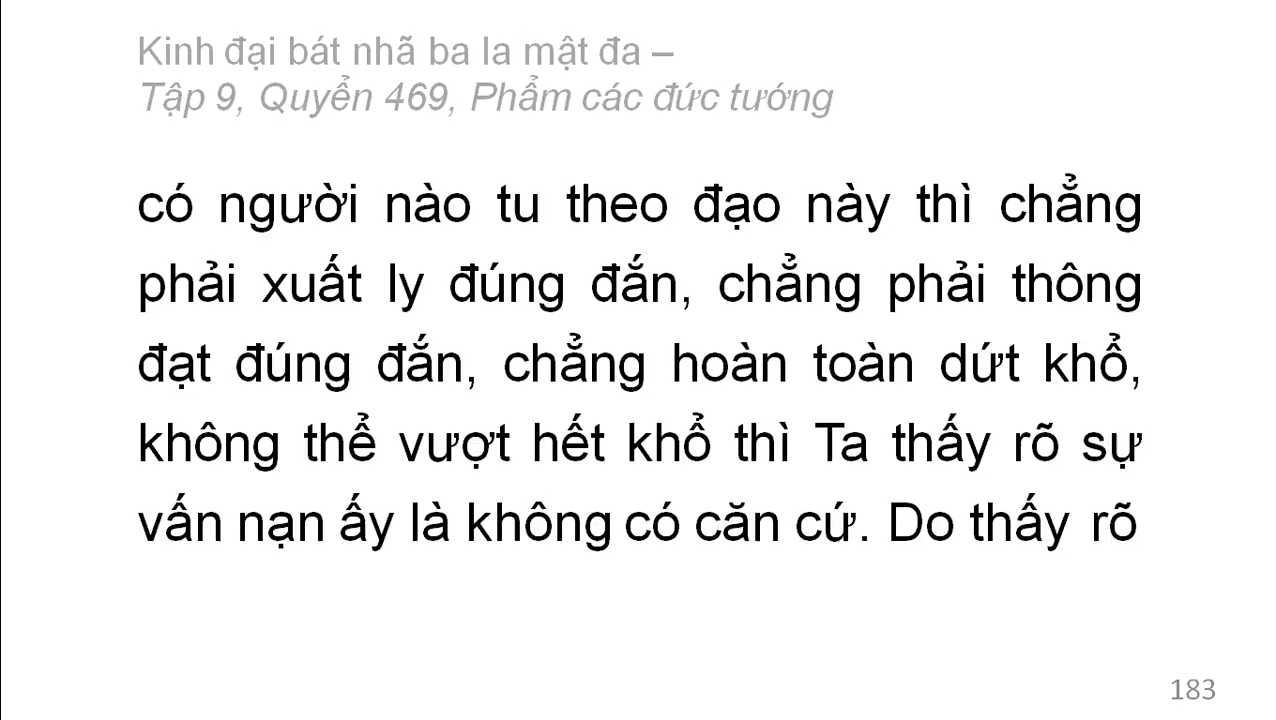 Kinh đại bát nhã ba la mật đa –
Tập 9, Quyển 469, Phẩm các đức tướng
có người nào tu theo đạo này thì chẳng
phải xuất ly đúng đắn, chẳng phải thông
đạt đúng đắn, chẳng hoàn toàn dứt khổ,
không thể vượt hết khổ thì Ta thấy rõ sự
vấn nạn ấy là không có căn cứ. Do thấy rõ
183